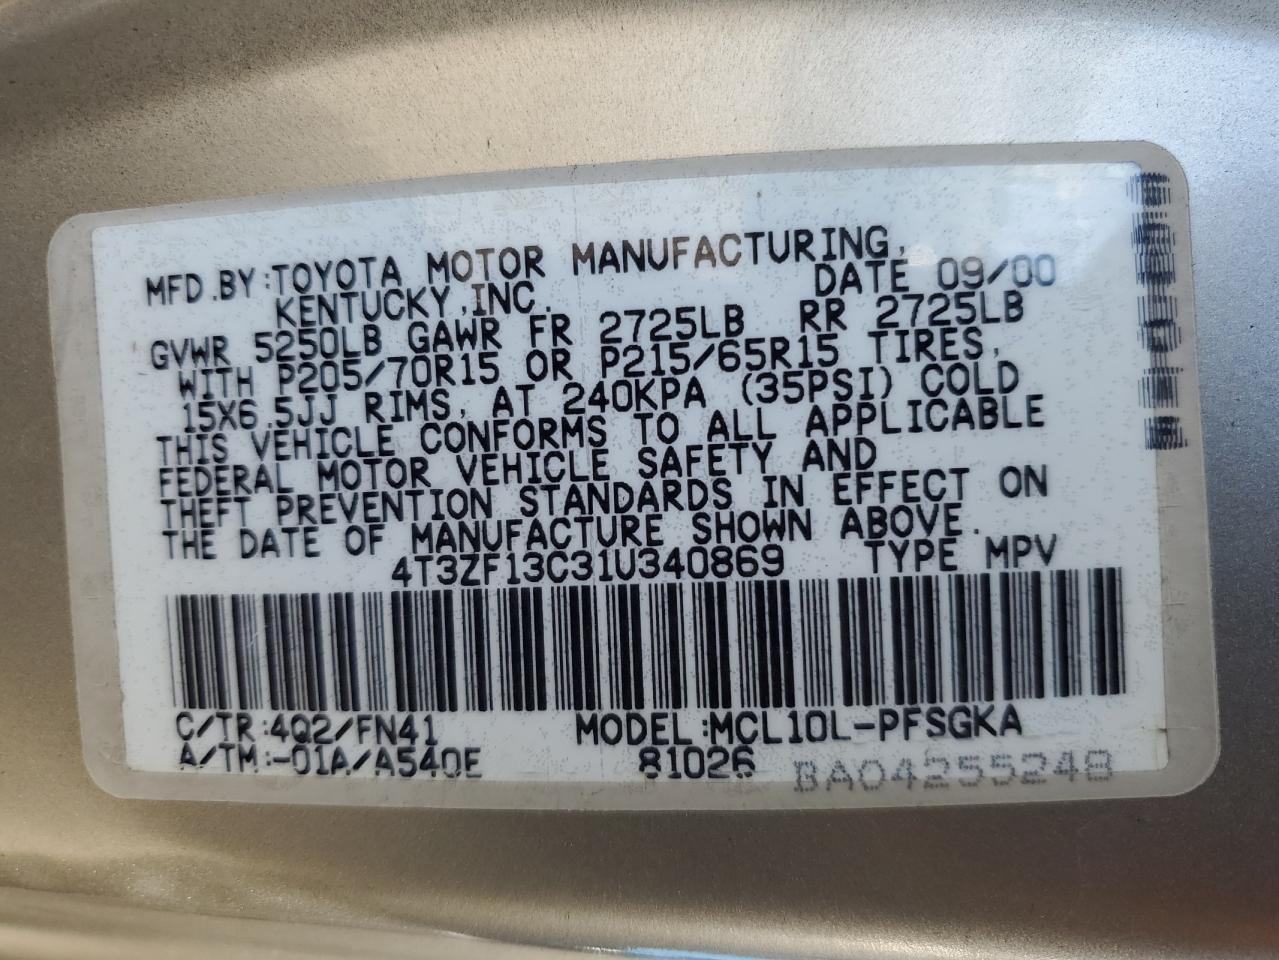 MFD.BY:TOYOTA MOTOR MANUFACTURING,
KENTUCKY,INC. DATE 09/00
GVWR 5250LB GAWR FR 2725LB RR 2725LB
WITH P205/70R15 OR P215/65R15 TIRES,
15X6.5JJ RIMS, AT 240KPA (35PSI) COLD
THIS VEHICLE CONFORMS TO ALL APPLICABLE
FEDERAL MOTOR VEHICLE SAFETY AND
THEFT PREVENTION STANDARDS IN EFFECT ON
THE DATE OF MANUFACTURE SHOWN ABOVE.
4T3ZF13C31U340869 TYPE MPV
C/TR:4Q2/FN41 MODEL:MCL10L-PFSGKA
A/TM:-01A/A540E 81026 BA04255248